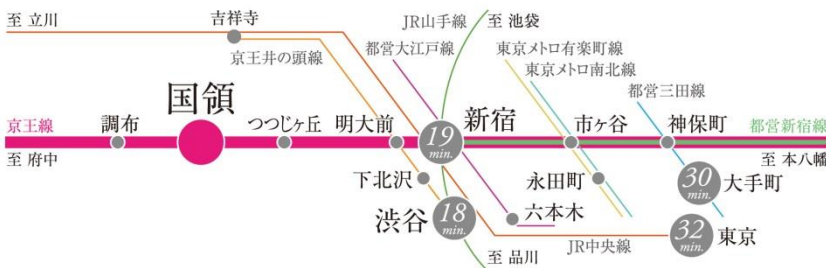 至 立川
吉祥寺
JR山手線
至 池袋
京王井の頭線
都営大江戸線
東京メトロ有楽町線
東京メトロ南北線
都営三田線
国領
京王線
調布
つつじヶ丘
明大前
19 min.
新宿
市ヶ谷
神保町
都営新宿線
至 府中
至 本八幡
下北沢
永田町
30 min.
大手町
渋谷
18 min.
六本木
32 min.
東京
至 品川
JR中央線